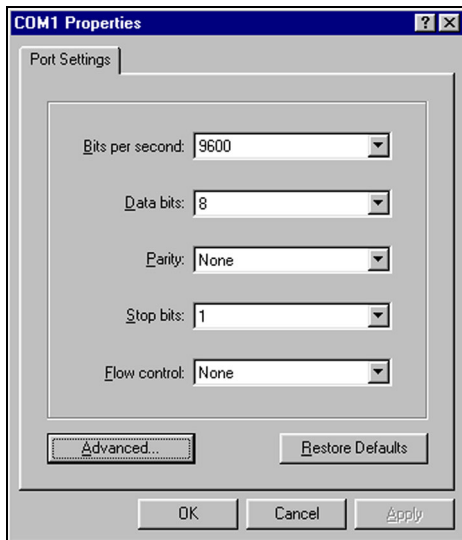 COM1 Properties
Port Settings
Bits per second: 9600
Data bits: 8
Parity: None
Stop bits: 1
Flow control: None
Advanced... Restore Defaults
OK Cancel Apply